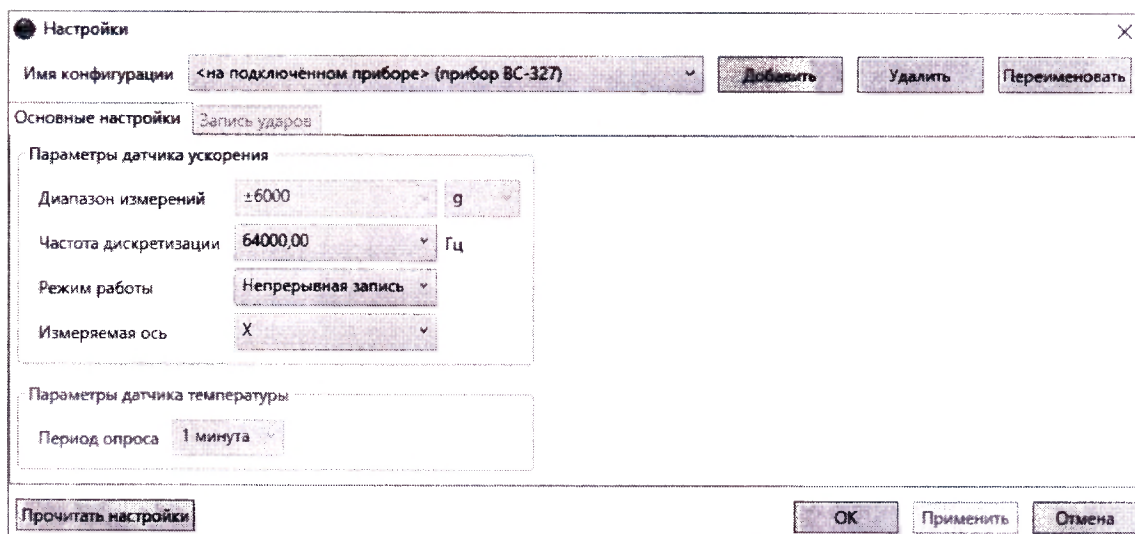 Настройки
Имя конфигурации <на подключенном приборе> (прибор ВС-327) Добавить Удалить Переименовать
Основные настройки Запись ударов
Параметры датчика ускорения
Диапазон измерений ±6000 g
Частота дискретизации 64000,00 Гц
Режим работы Непрерывная запись
Измеряемая ось X
Параметры датчика температуры
Период опроса 1 минута
Прочитать настройки OK Применить Отмена